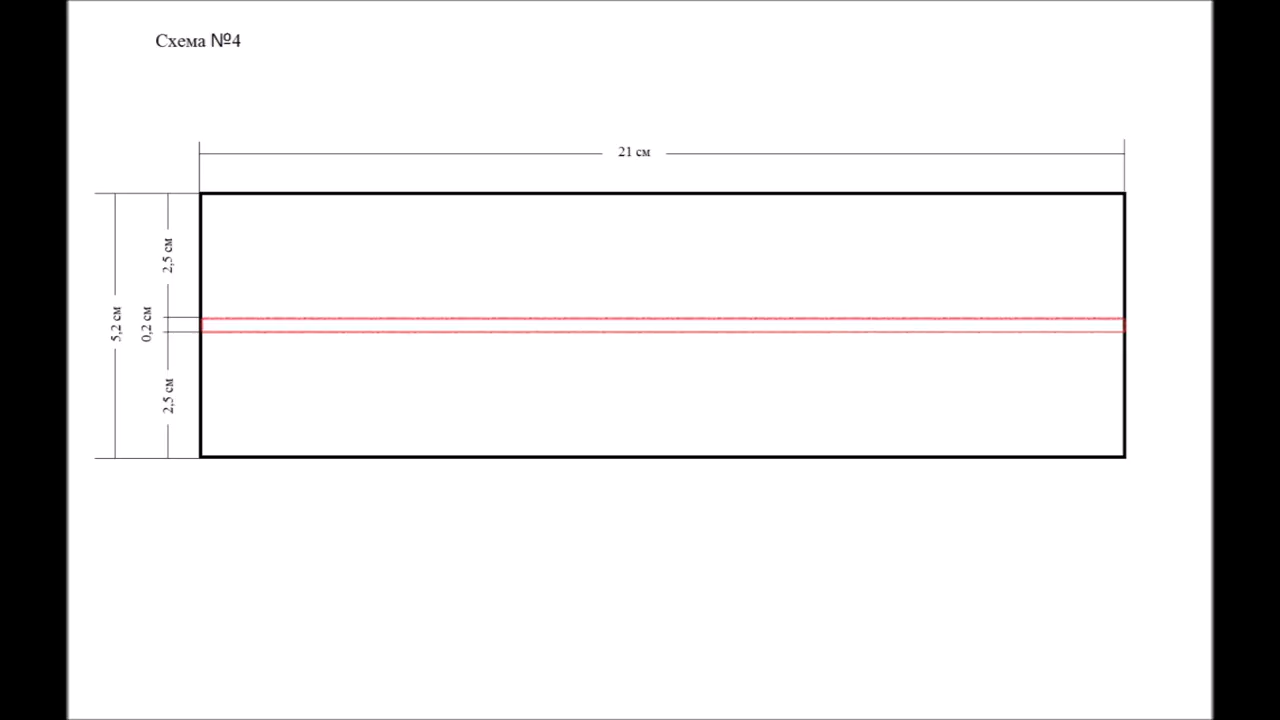 Схема №4
21 см
2,5 см
5,2 см
0,2 см
2,5 см